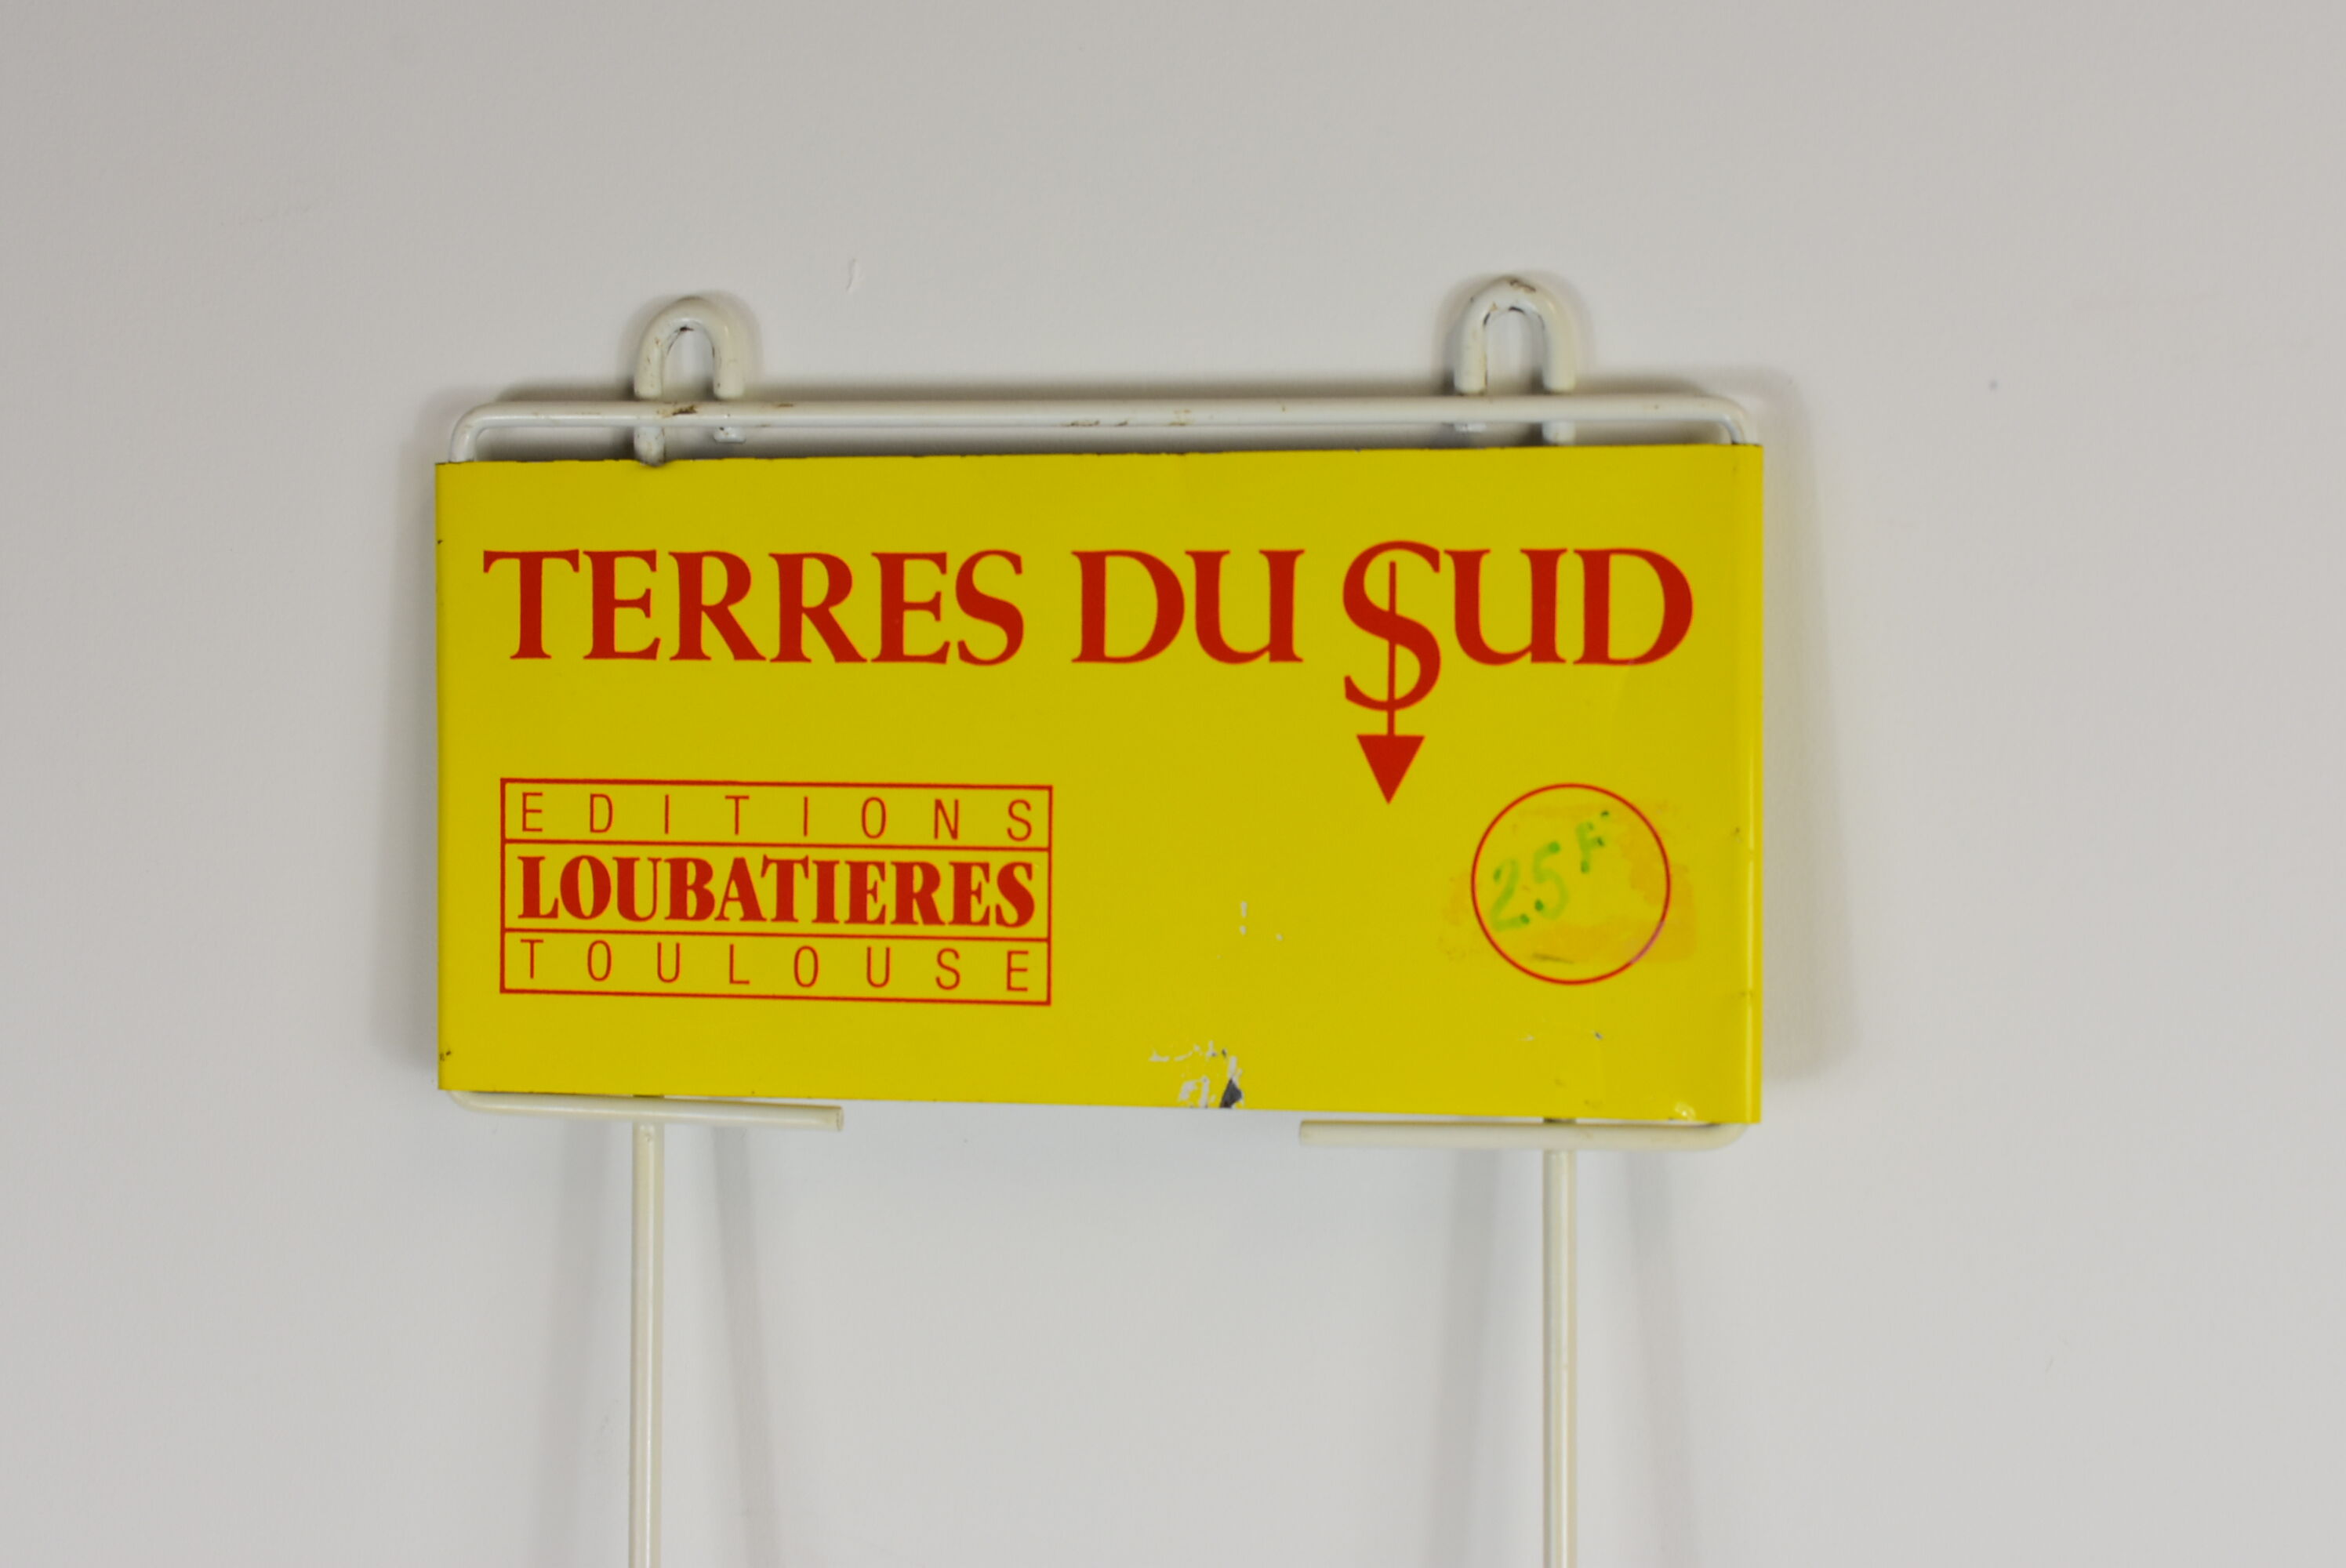 TERRES DU SUD
EDITIONS
LOUBATIERES
TOULOUSE
25F